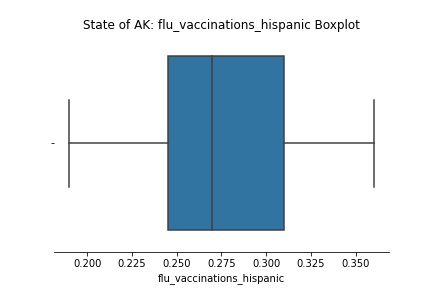 State of AK: flu_vaccinations_hispanic Boxplot
-
0.200 0.225 0.250 0.275 0.300 0.325 0.350
flu_vaccinations_hispanic